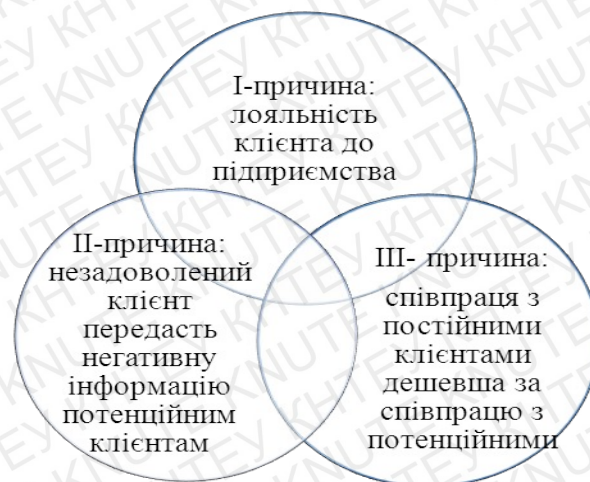 I-причина:
лояльність
клієнта до
підприємства
II-причина:
незадоволений
клієнт
передасть
негативну
інформацію
потенційним
клієнтам
III- причина:
співпраця з
постійними
клієнтами
дешевша за
співпрацю з
потенційними